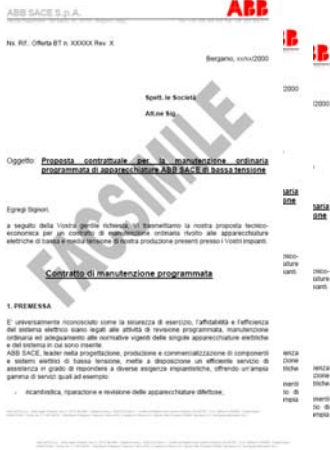 ABB SACE S.p.A.
ABB
Ns. Rif.: Offerta BT n. XXXXX Rev. X
Bergamo, xx/xx/2000
Spett. le Società
Att.ne Sig.
Oggetto: Proposta contrattuale per la manutenzione ordinaria
programmata di apparecchiature ABB SACE di bassa tensione
FACSIMILE
Egregi Signori,
a seguito della Vostra gentile richiesta, Vi trasmettiamo la nostra proposta tecnico-
economica per un contratto di manutenzione ordinaria rivolto alle apparecchiature
elettriche di bassa e media tensione di nostra produzione presenti presso i Vostri Impianti.
Contratto di manutenzione programmata
1. PREMESSA
E' universalmente riconosciuto come la sicurezza di esercizio, l'affidabilità e l'efficienza
del sistema elettrico siano legati alle attività di revisione programmata, manutenzione
ordinaria ed adeguamento alle normative vigenti delle singole apparecchiature elettriche
e del sistema in cui sono inserite.
ABB SACE, leader nella progettazione, produzione e commercializzazione di componenti
e sistemi elettrici di bassa tensione, mette a disposizione un efficiente servizio di
assistenza in grado di rispondere a diverse esigenze impiantistiche, offrendo un'ampia
gamma di servizi quali ad esempio:
- ricambistica, riparazione e revisione delle apparecchiature difettose,